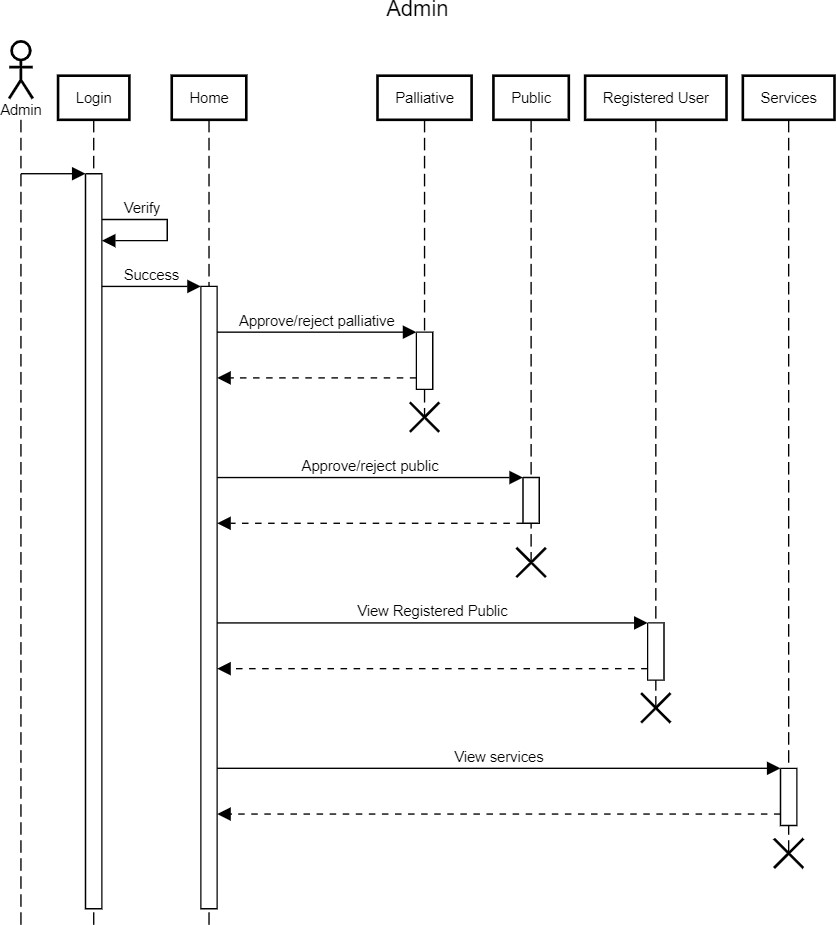 Admin
Admin
Login
Home
Palliative
Public
Registered User
Services
Verify
Success
Approve/reject palliative
Approve/reject public
View Registered Public
View services